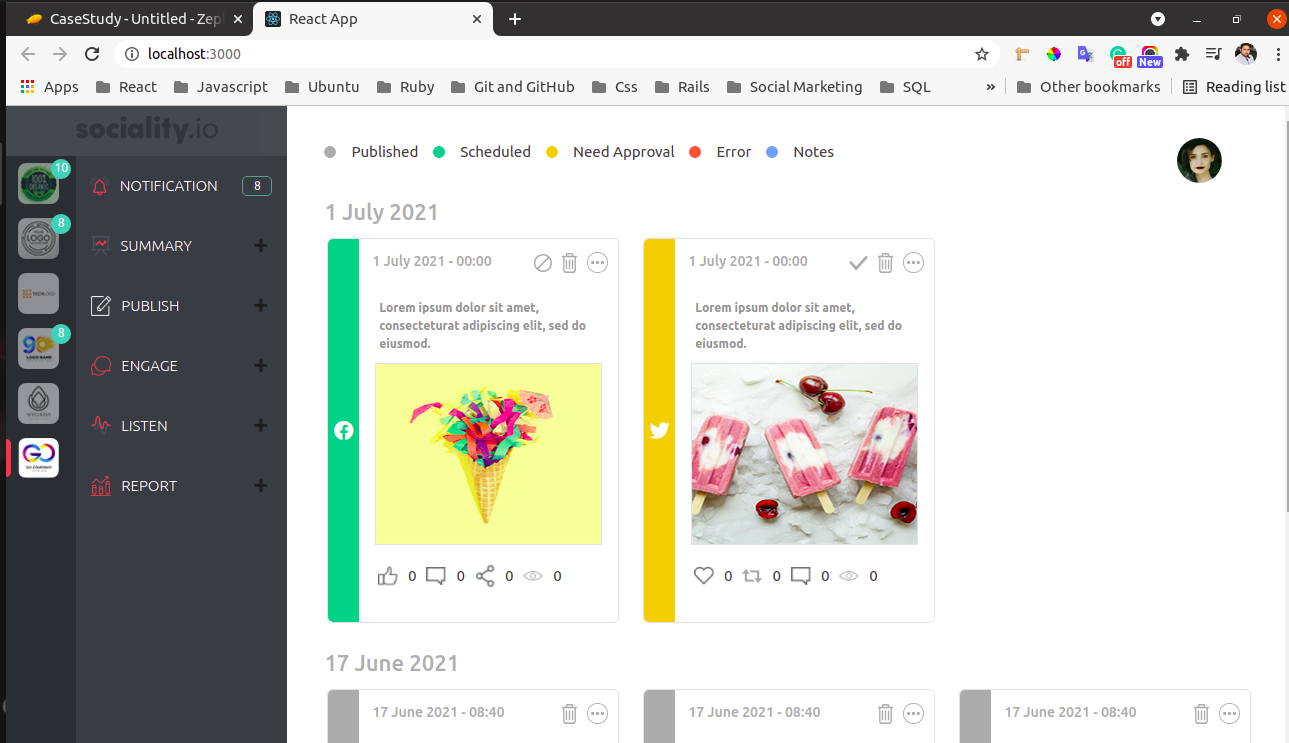 CaseStudy - Untitled - Zepl
React App
localhost:3000
off
New
Apps
React
Javascript
Ubuntu
Ruby
Git and GitHub
Css
Rails
Social Marketing
SQL
»
Other bookmarks
Reading list
sociality.io
Published
Scheduled
Need Approval
Error
Notes
10
8
8
NOTIFICATION 8
SUMMARY +
PUBLISH +
ENGAGE +
LISTEN +
REPORT +
1 July 2021
1 July 2021 - 00:00
Lorem ipsum dolor sit amet,
consecteturat adipiscing elit, sed do
eiusmod.
0 0 0 0
1 July 2021 - 00:00
Lorem ipsum dolor sit amet,
consecteturat adipiscing elit, sed do
eiusmod.
0 0 0 0
17 June 2021
17 June 2021 - 08:40
17 June 2021 - 08:40
17 June 2021 - 08:40